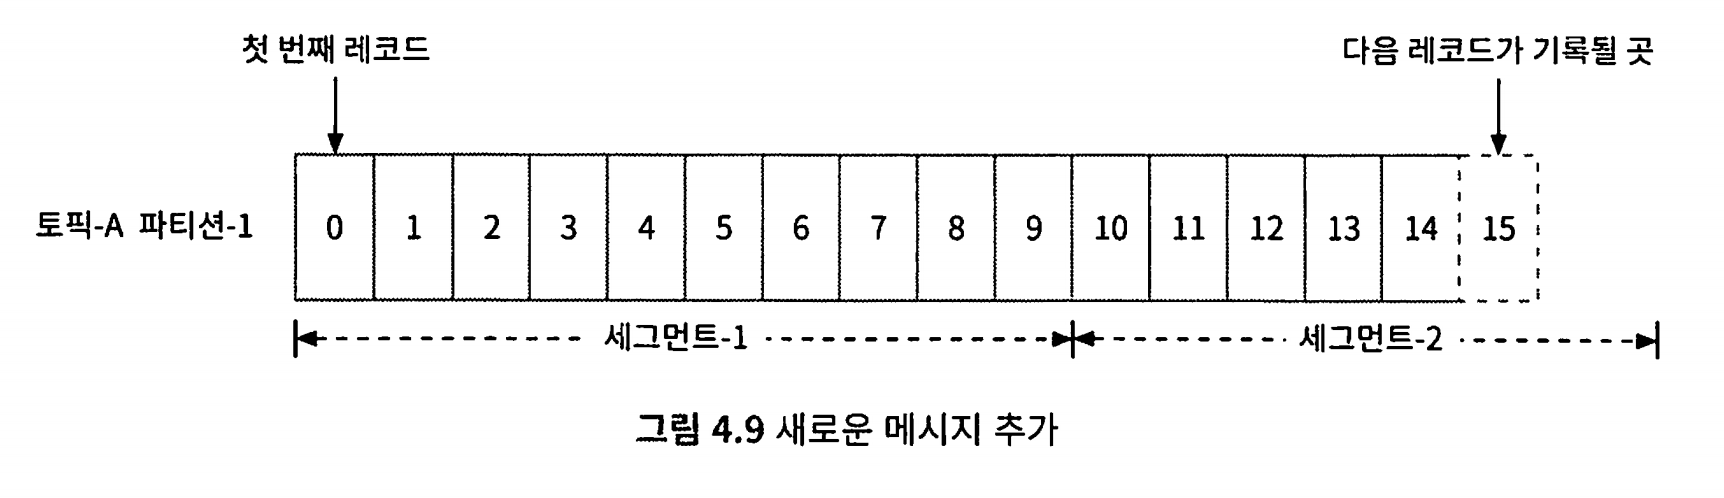 첫 번째 레코드
다음 레코드가 기록될 곳
토픽-A 파티션-1 0 1 2 3 4 5 6 7 8 9 10 11 12 13 14 15
세그먼트-1 세그먼트-2
그림 4.9 새로운 메시지 추가